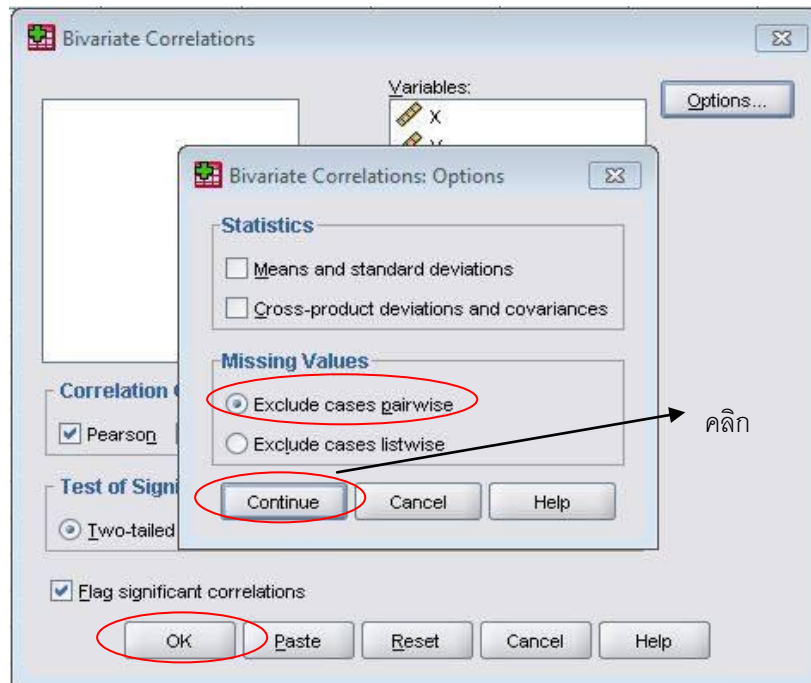 Bivariate Correlations
Variables:
X
Options...
Bivariate Correlations: Options
Statistics
Means and standard deviations
Cross-product deviations and covariances
Missing Values
Exclude cases pairwise
Exclude cases listwise
คลิก
Continue Cancel Help
Correlation
Pearson
Test of Signi
Two-tailed
Flag significant correlations
OK Paste Reset Cancel Help